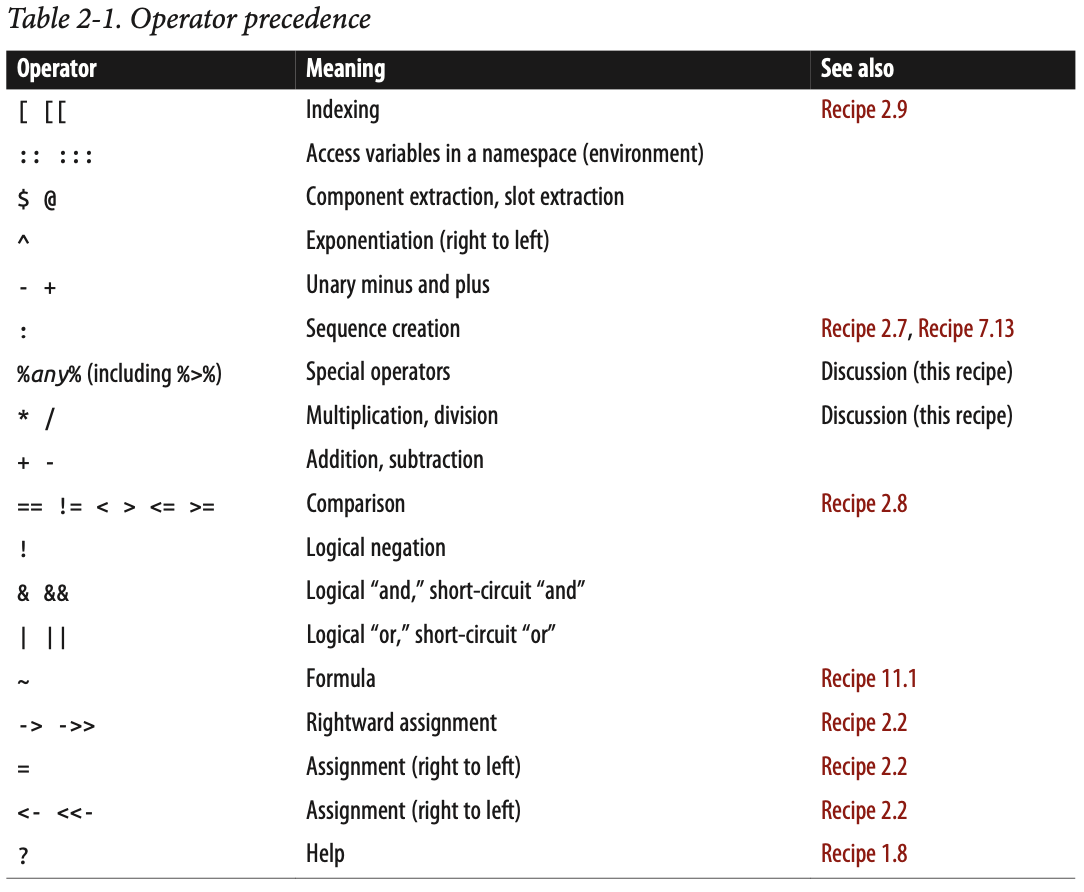 Table 2-1. Operator precedence
Operator Meaning See also
[ [[ Indexing Recipe 2.9
:: ::: Access variables in a namespace (environment)
$ @ Component extraction, slot extraction
^ Exponentiation (right to left)
- + Unary minus and plus
: Sequence creation Recipe 2.7, Recipe 7.13
%any% (including %>%) Special operators Discussion (this recipe)
* / Multiplication, division Discussion (this recipe)
+ - Addition, subtraction
== != < > <= >= Comparison Recipe 2.8
! Logical negation
& && Logical “and,” short-circuit “and”
| || Logical “or,” short-circuit “or”
~ Formula Recipe 11.1
-> ->> Rightward assignment Recipe 2.2
= Assignment (right to left) Recipe 2.2
<- <<- Assignment (right to left) Recipe 2.2
? Help Recipe 1.8